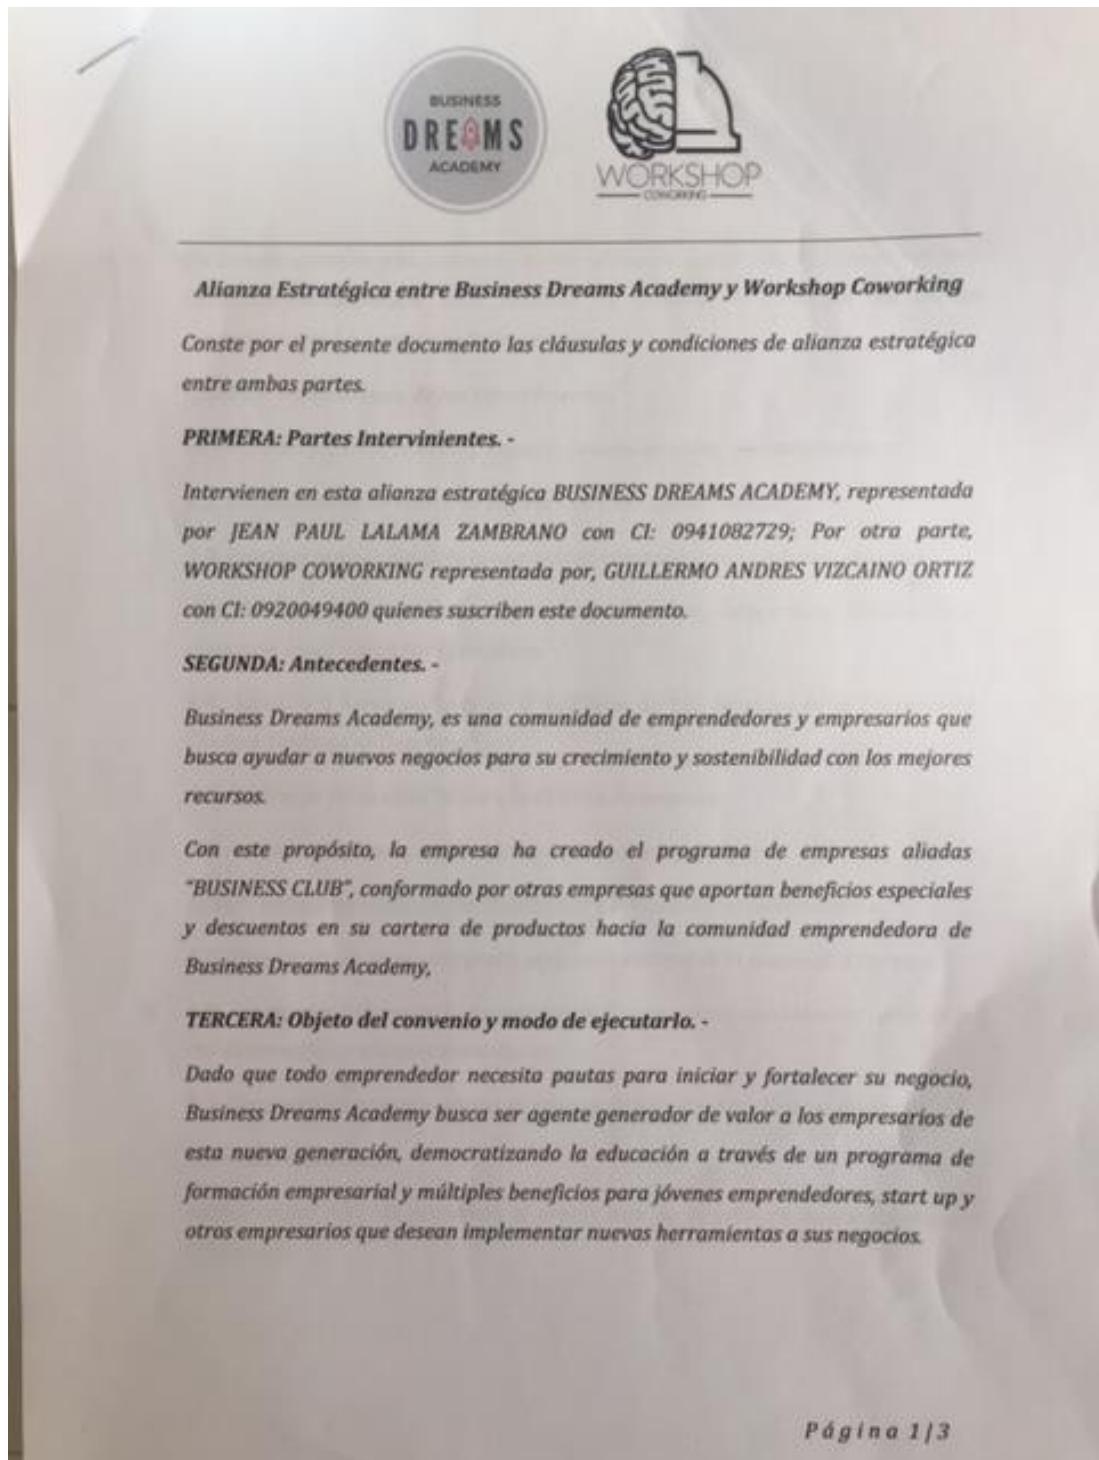 BUSINESS
DREAMS
ACADEMY
WORKSHOP
COWORKING
Alianza Estratégica entre Business Dreams Academy y Workshop Coworking
Conste por el presente documento las cláusulas y condiciones de alianza estratégica
entre ambas partes.
PRIMERA: Partes Intervinientes. -
Intervienen en esta alianza estratégica BUSINESS DREAMS ACADEMY, representada
por JEAN PAUL LALAMA ZAMBRANO con CI: 0941082729; Por otra parte,
WORKSHOP COWORKING representada por, GUILLERMO ANDRES VIZCAINO ORTIZ
con CI: 0920049400 quienes suscriben este documento.
SEGUNDA: Antecedentes. -
Business Dreams Academy, es una comunidad de emprendedores y empresarios que
busca ayudar a nuevos negocios para su crecimiento y sostenibilidad con los mejores
recursos.
Con este propósito, la empresa ha creado el programa de empresas aliadas
"BUSINESS CLUB", conformado por otras empresas que aportan beneficios especiales
y descuentos en su cartera de productos hacia la comunidad emprendedora de
Business Dreams Academy,
TERCERA: Objeto del convenio y modo de ejecutarlo. -
Dado que todo emprendedor necesita pautas para iniciar y fortalecer su negocio,
Business Dreams Academy busca ser agente generador de valor a los empresarios de
esta nueva generación, democratizando la educación a través de un programa de
formación empresarial y múltiples beneficios para jóvenes emprendedores, start up y
otros empresarios que desean implementar nuevas herramientas a sus negocios.
Página 1|3